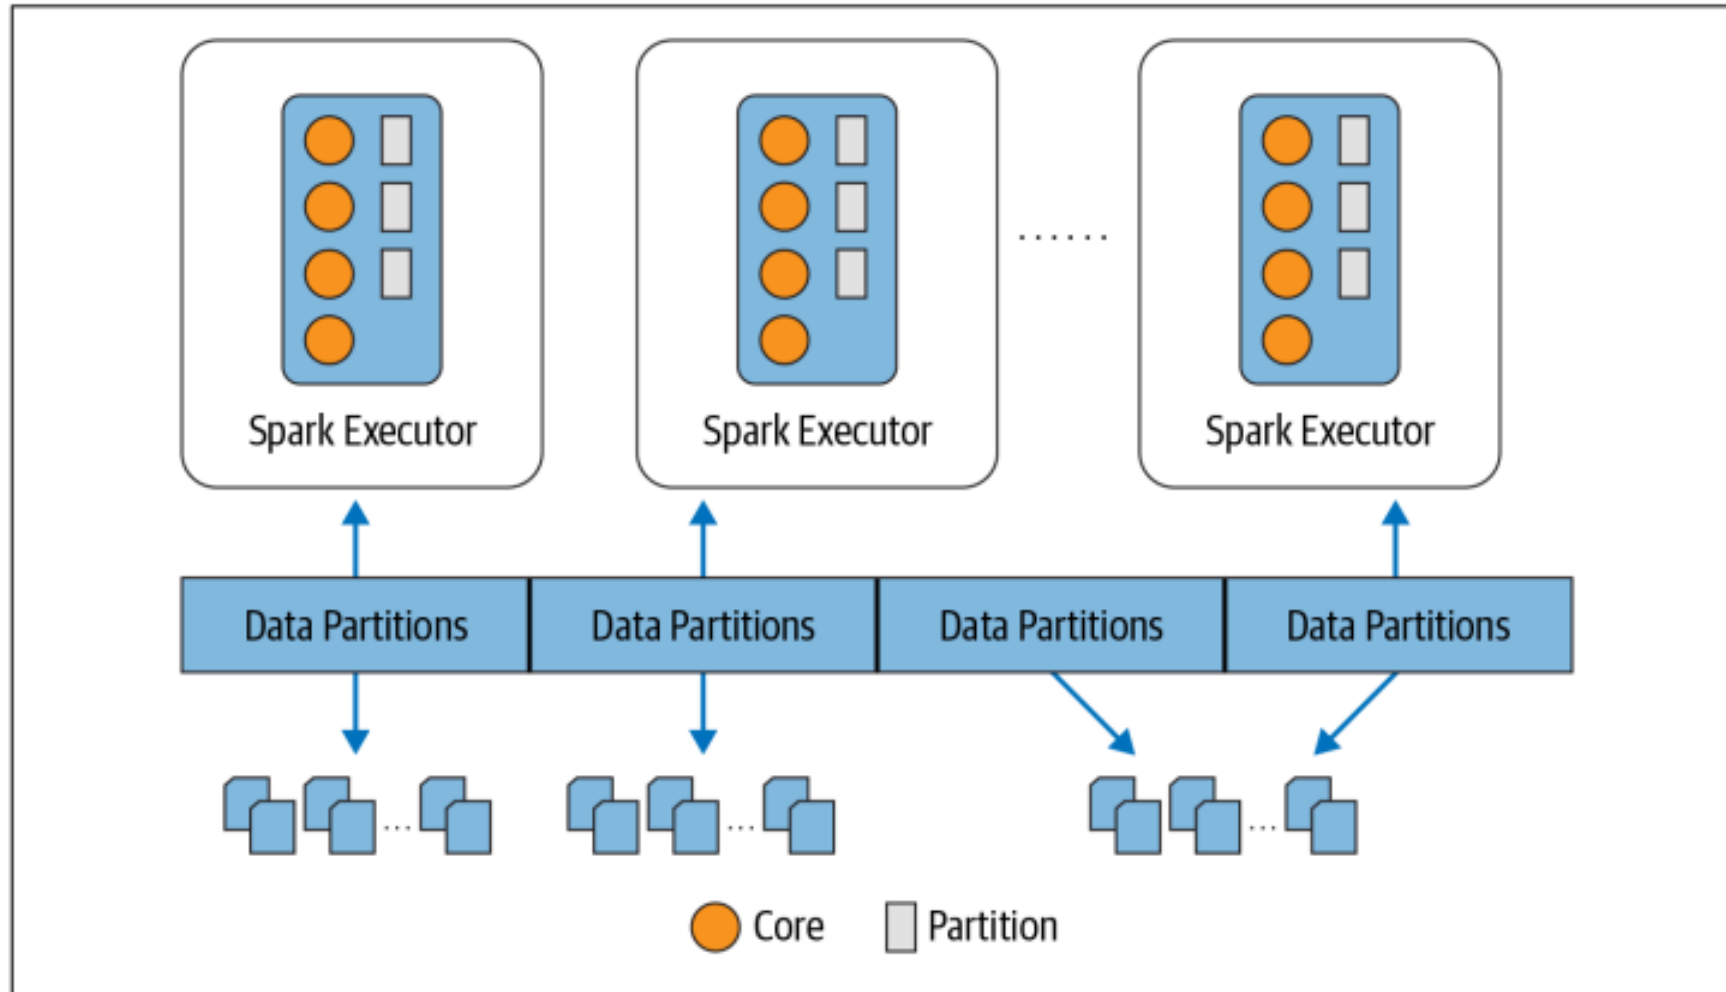 Spark Executor
Spark Executor
......
Spark Executor
Data Partitions
Data Partitions
Data Partitions
Data Partitions
...
...
...
Core
Partition